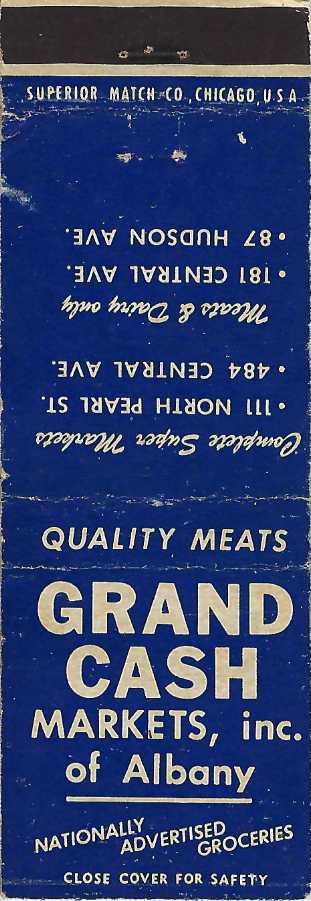 SUPERIOR MATCH CO., CHICAGO, U.S.A
Complete Super Markets
• 111 NORTH PEARL ST.
• 484 CENTRAL AVE.
Meats & Dairy only
• 181 CENTRAL AVE.
• 87 HUDSON AVE.
QUALITY MEATS
GRAND
CASH
MARKETS, inc.
of Albany
NATIONALLY
ADVERTISED
GROCERIES
CLOSE COVER FOR SAFETY